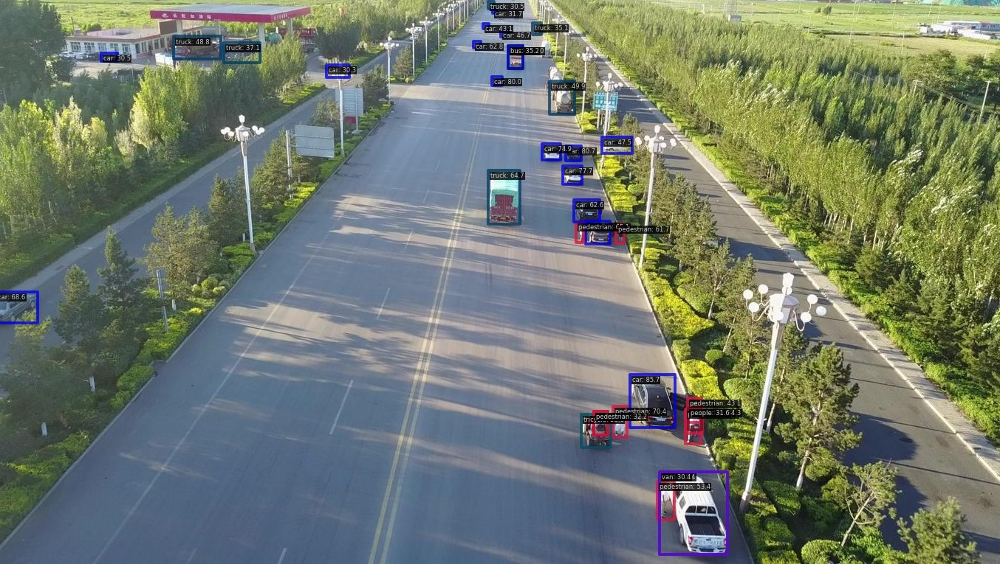 truck: 30.5
car: 31.7
car: 43.1
truck: 35.1
car: 46.7
car: 62.8
bus: 35.20
truck: 48.8
truck: 37.1
car: 30.5
car: 30.3
car: 80.0
truck: 49.9
car: 47.5
car: 74.9
ar: 80.7
car: 77.7
truck: 64.7
car: 62.6
pedestrian:
pedestrian: 61.7
car: 68.6
car: 85.7
pedestrian: 43.1
pedestrian: 70.4
people: 31.6
pedestrian: 32.2
van: 30.44
pedestrian: 53.4